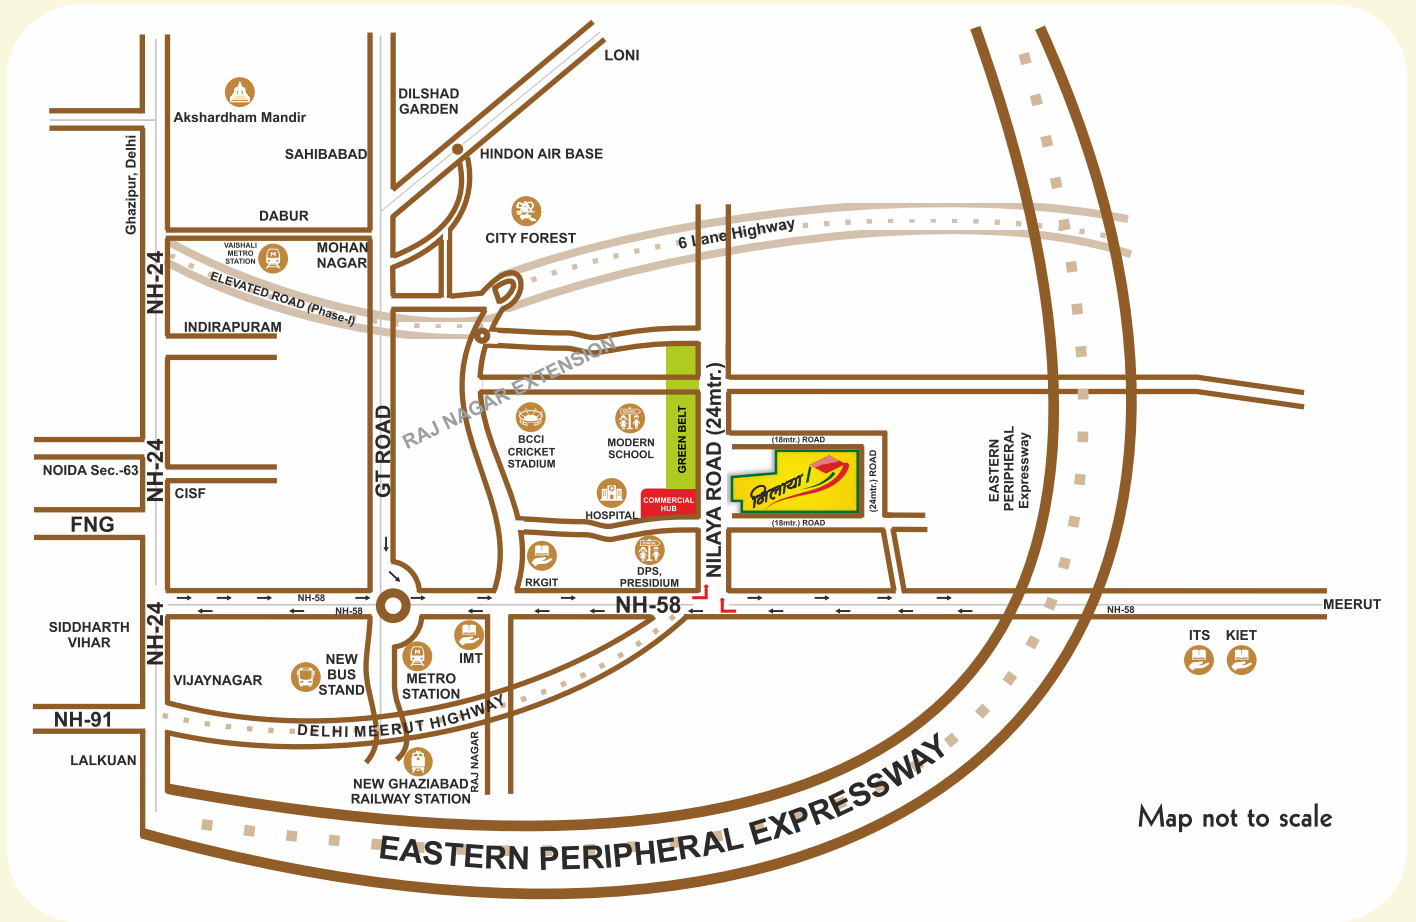 LONI
DILSHAD
GARDEN
Akshardham Mandir
Ghazipur, Delhi
SAHIBABAD
HINDON AIR BASE
DABUR
CITY FOREST
6 Lane Highway
VAISHALI
METRO
STATION
MOHAN
NAGAR
NH-24
ELEVATED ROAD (Phase-I)
INDIRAPURAM
RAJ NAGAR EXTENSION
GT ROAD
BCCI
CRICKET
STADIUM
MODERN
SCHOOL
GREEN BELT
NILAYA ROAD (24mtr.)
(18mtr.) ROAD
निलाया
(24mtr.) ROAD
(18mtr.) ROAD
EASTERN
PERIPHERAL
Expressway
NOIDA Sec.-63
NH-24
CISF
HOSPITAL
COMMERCIAL
HUB
FNG
RKGIT
DPS,
PRESIDIUM
NH-58
NH-58
NH-58
NH-58
MEERUT
NH-24
SIDDHARTH
VIHAR
ITS
KIET
VIJAYNAGAR
NEW
BUS
STAND
METRO
STATION
IMT
NH-91
DELHI MEERUT HIGHWAY
RAJ NAGAR
LALKUAN
NEW GHAZIABAD
RAILWAY STATION
EASTERN PERIPHERAL EXPRESSWAY
Map not to scale